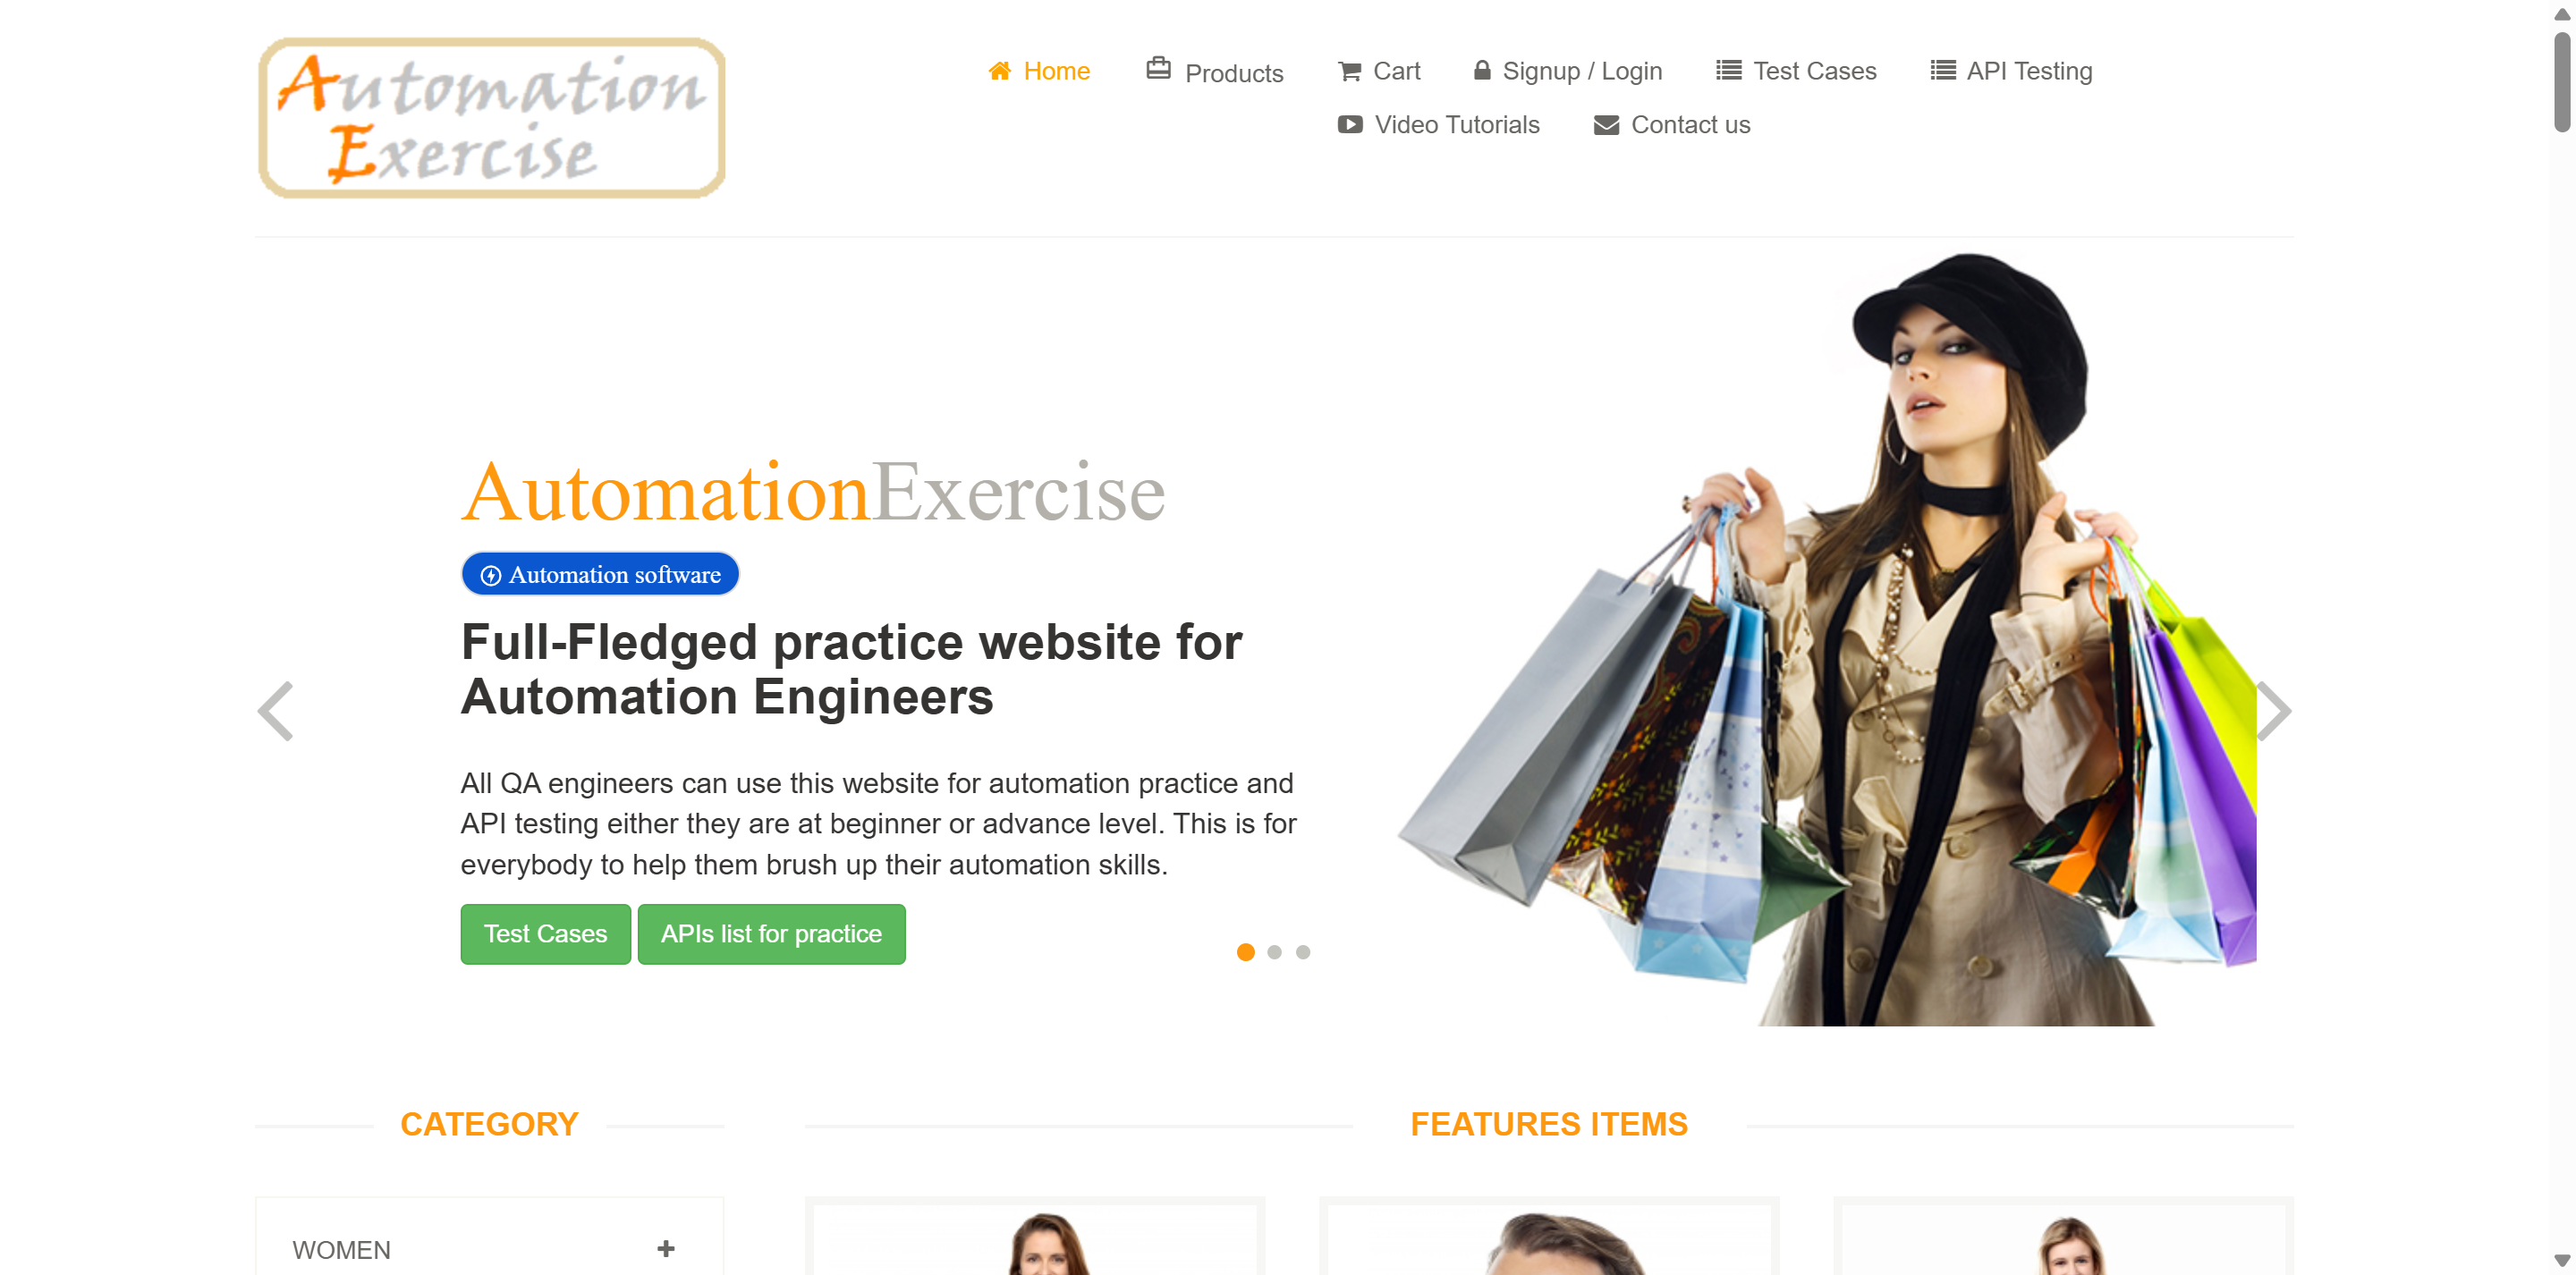 Automation
Exercise
Home Products Cart Signup / Login Test Cases API Testing
Video Tutorials Contact us
AutomationExercise
Automation software
Full-Fledged practice website for
Automation Engineers
All QA engineers can use this website for automation practice and
API testing either they are at beginner or advance level. This is for
everybody to help them brush up their automation skills.
Test Cases APIs list for practice
CATEGORY
FEATURES ITEMS
WOMEN